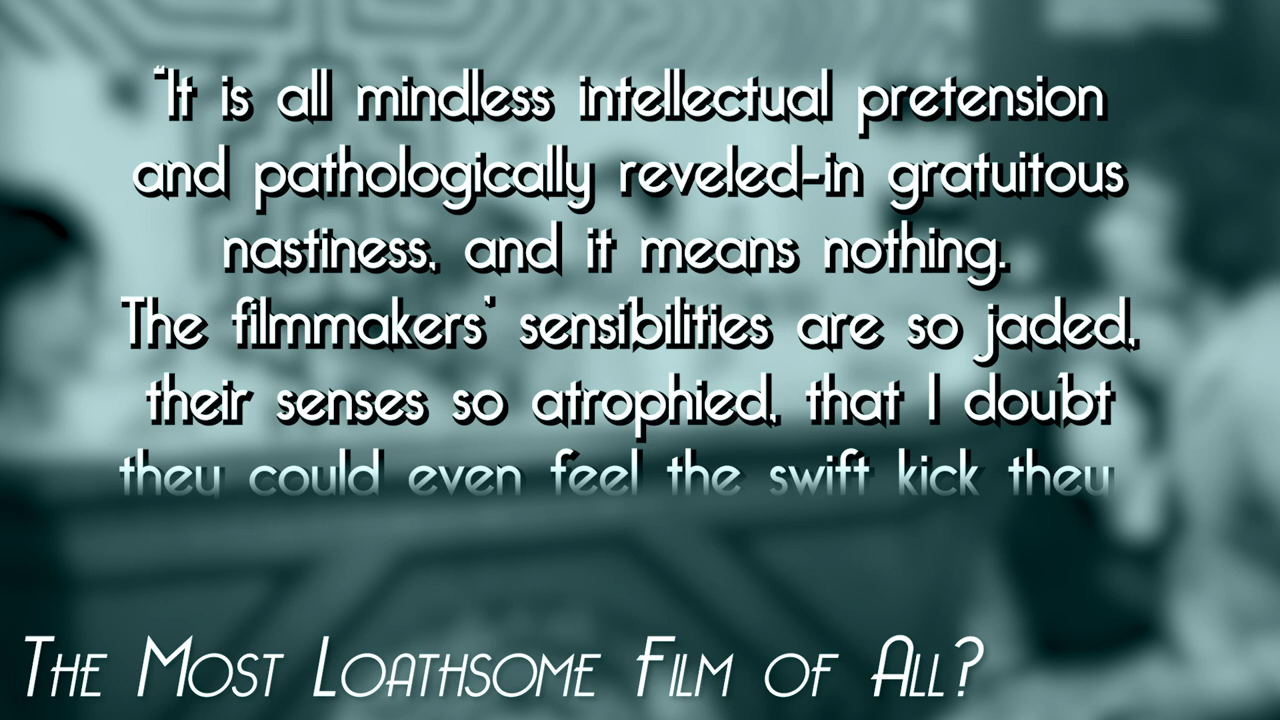 “It is all mindless intellectual pretension
and pathologically reveled-in gratuitous
nastiness, and it means nothing.
The filmmakers’ sensibilities are so jaded,
their senses so atrophied, that I doubt
they could even feel the swift kick they
The Most Loathsome Film of All?